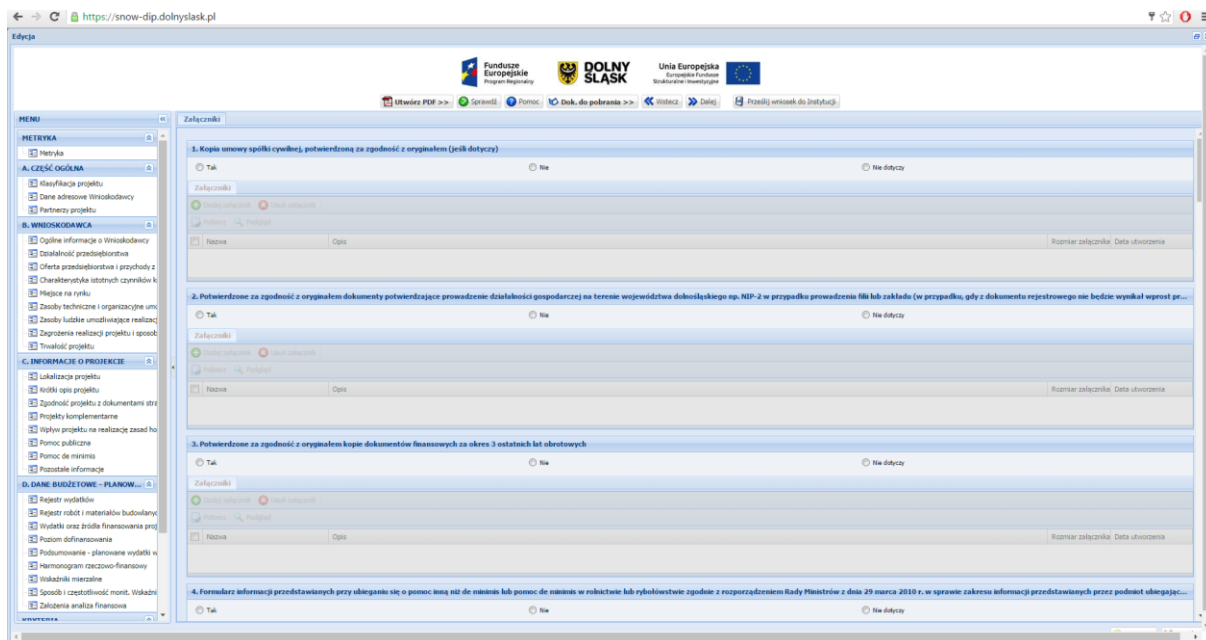 https://snow-dip.dolnyslask.pl
Edycja
Fundusze
Europejskie
Program Regionalny
DOLNY
ŚLĄSK
Unia Europejska
Europejskie Fundusze
Strukturalne i Inwestycyjne
Utwórz PDF >> Sprawdź Pomoc Dok. do pobrania >> Wstecz Dalej Prześlij wniosek do Instytucji
MENU
METRYKA
Metryka
A. CZĘŚĆ OGÓLNA
Klasyfikacja projektu
Dane adresowe Wnioskodawcy
Partnerzy projektu
B. WNIOSKODAWCA
Ogólne informacje o Wnioskodawcy
Działalność przedsiębiorstwa
Oferta przedsiębiorstwa i przychody z
Charakterystyka istotnych czynników k
Miejsce na rynku
Zasoby techniczne i organizacyjne umo
Zasoby ludzkie umożliwiające realizacj
Zagrożenia realizacji projektu i sposob
Trwałość projektu
C. INFORMACJE O PROJEKCIE
Lokalizacja projektu
Krótki opis projektu
Zgodność projektu z dokumentami stra
Projekty komplementarne
Wpływ projektu na realizację zasad ho
Pomoc publiczna
Pomoc de minimis
Pozostałe informacje
D. DANE BUDŻETOWE - PLANOW...
Rejestr wydatków
Rejestr robót i materiałów budowlanyc
Wydatki oraz źródła finansowania proj
Poziom dofinansowania
Podsumowanie - planowane wydatki w
Harmonogram rzeczowo-finansowy
Wskaźniki mierzalne
Sposób i częstotliwość monit. Wskaźni
Założenia analiza finansowa
KRYTERIA
Załączniki
1. Kopia umowy spółki cywilnej, potwierdzoną za zgodność z oryginałem (jeśli dotyczy)
Tak Nie Nie dotyczy
Załączniki
Dodaj załącznik Usuń załącznik
Pobierz Podgląd
Nazwa Opis Rozmiar załącznika Data utworzenia
2. Potwierdzone za zgodność z oryginałem dokumenty potwierdzające prowadzenie działalności gospodarczej na terenie województwa dolnośląskiego np. NIP-2 w przypadku prowadzenia filii lub zakładu (w przypadku, gdy z dokumentu rejestrowego nie będzie wynikał wprost pr...
Tak Nie Nie dotyczy
Załączniki
Dodaj załącznik Usuń załącznik
Pobierz Podgląd
Nazwa Opis Rozmiar załącznika Data utworzenia
3. Potwierdzone za zgodność z oryginałem kopie dokumentów finansowych za okres 3 ostatnich lat obrotowych
Tak Nie Nie dotyczy
Załączniki
Dodaj załącznik Usuń załącznik
Pobierz Podgląd
Nazwa Opis Rozmiar załącznika Data utworzenia
4. Formularz informacji przedstawianych przy ubieganiu się o pomoc inną niż de minimis lub pomoc de minimis w rolnictwie lub rybołówstwie zgodnie z rozporządzeniem Rady Ministrów z dnia 29 marca 2010 r. w sprawie zakresu informacji przedstawianych przez podmiot ubiegając...
Tak Nie Nie dotyczy